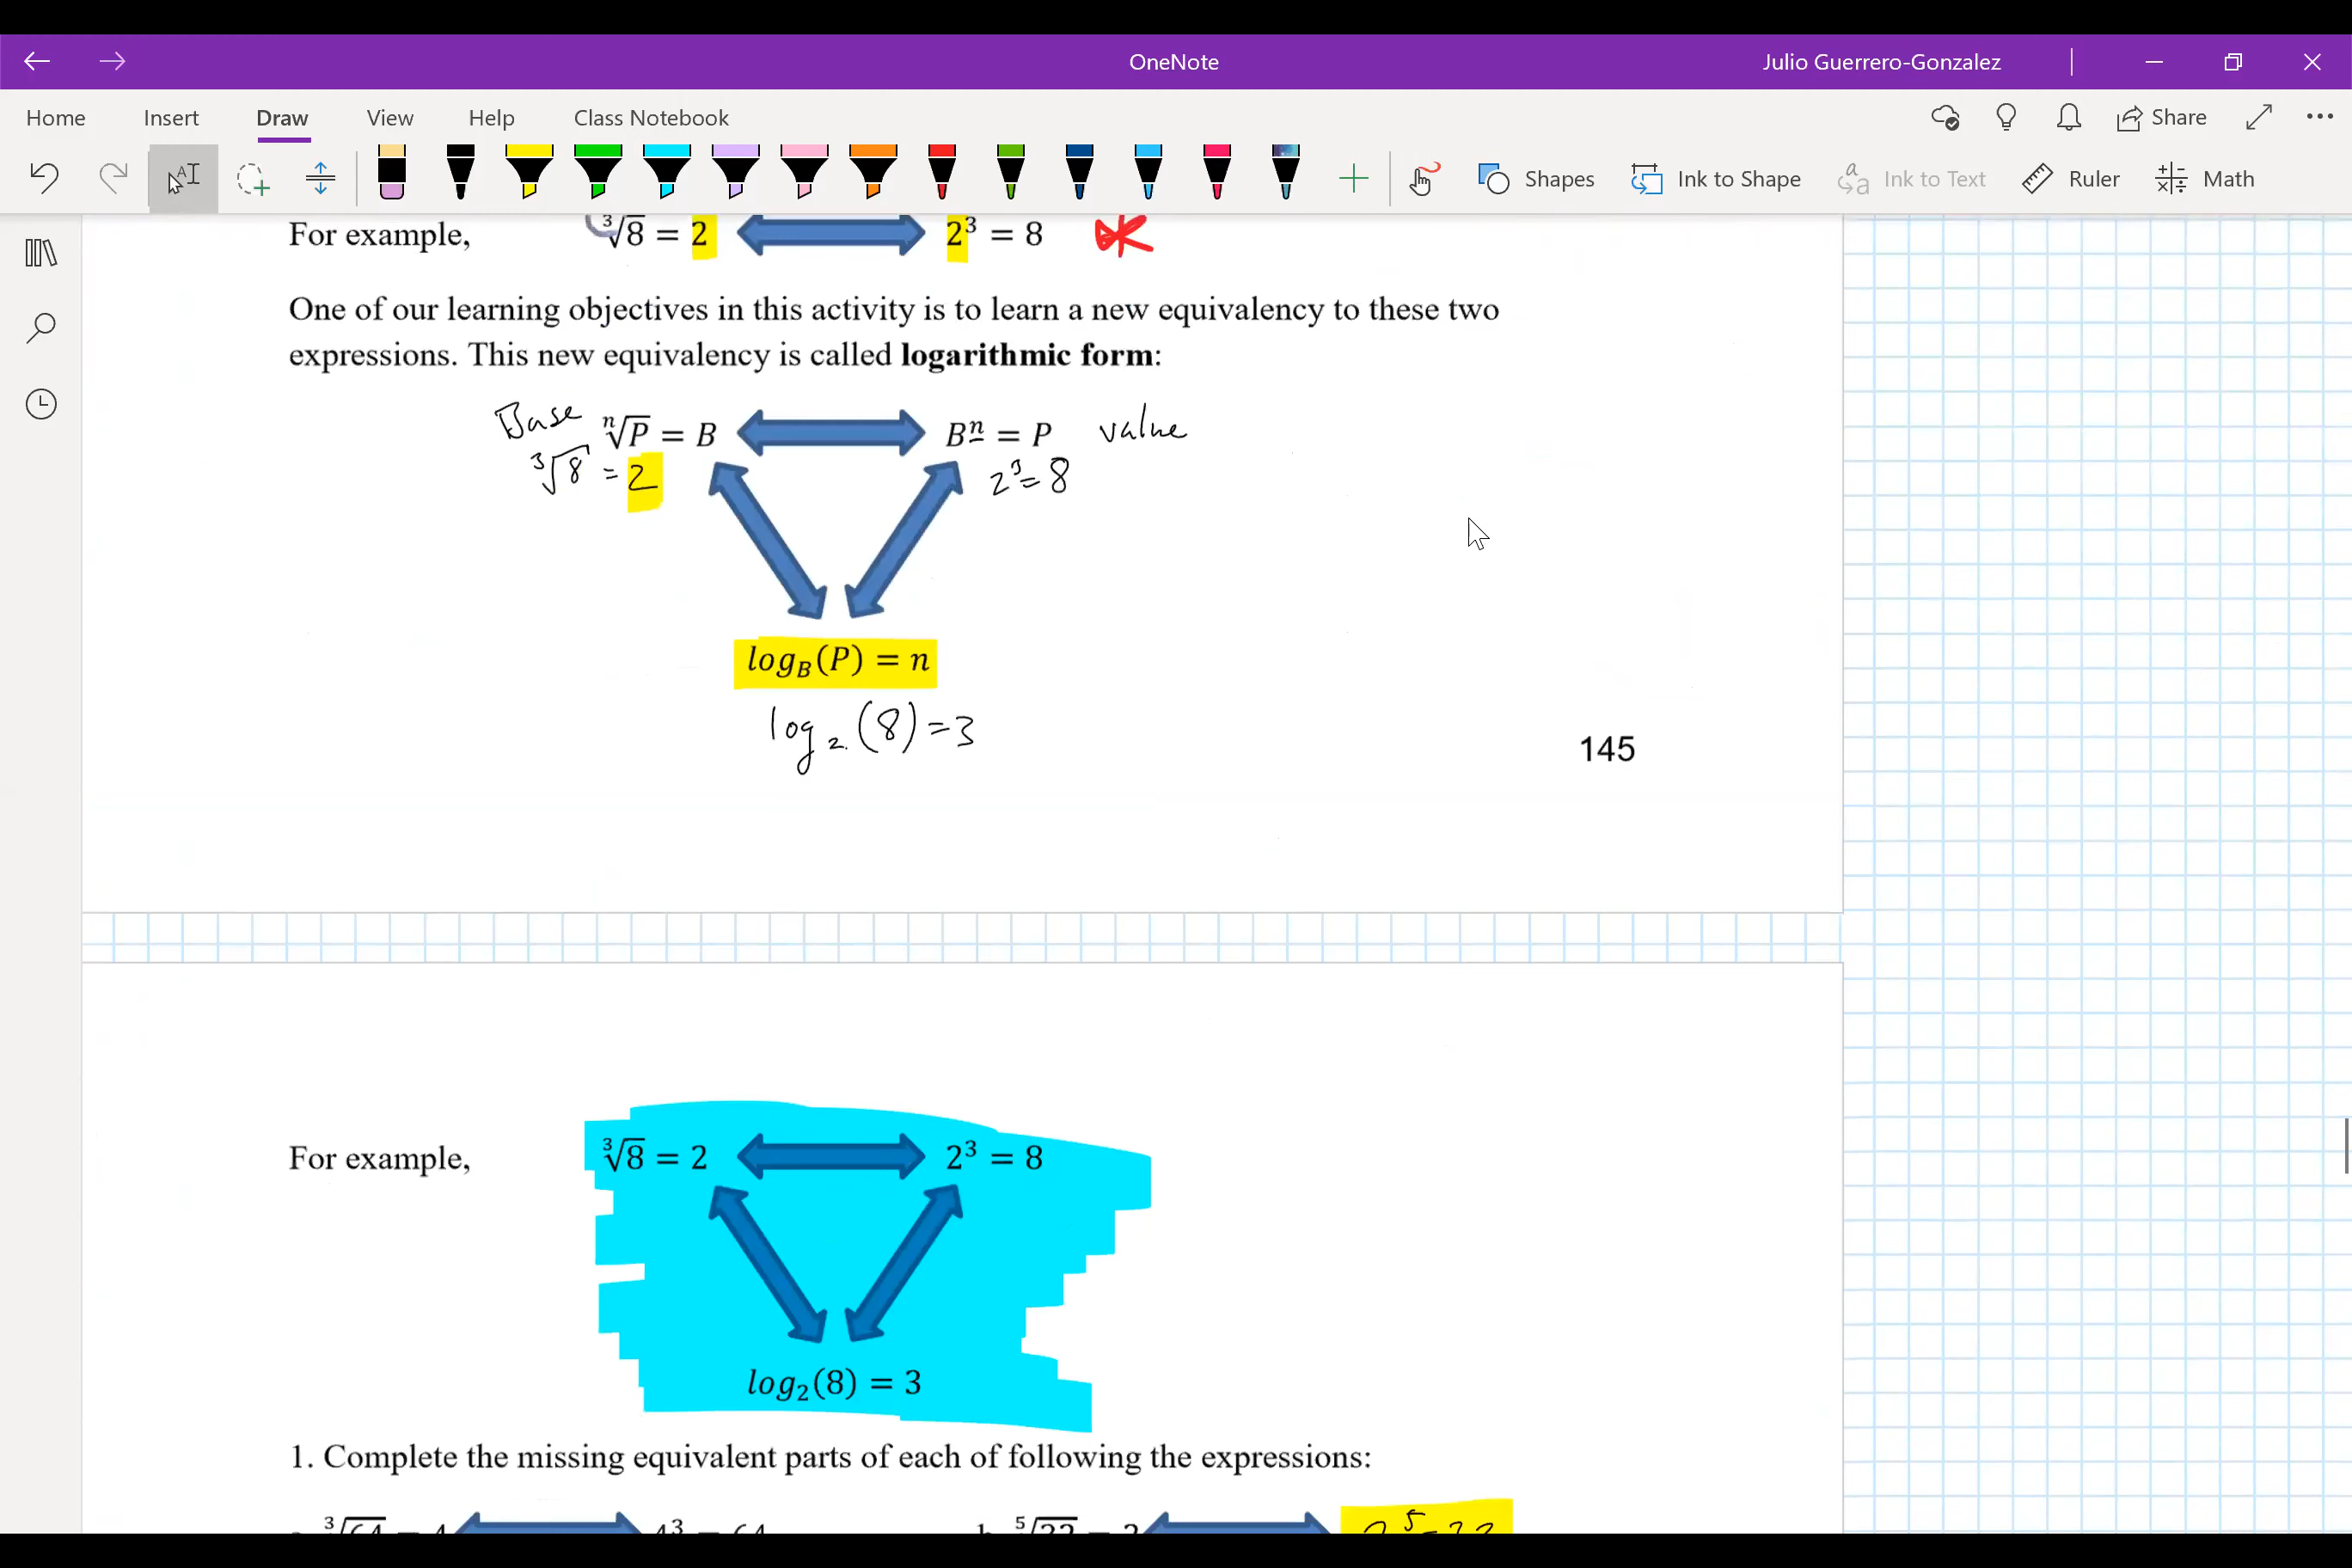 OneNote
Julio Guerrero-Gonzalez
Home Insert Draw View Help Class Notebook Share
Shapes Ink to Shape Ink to Text Ruler Math
For example, ∛8 = 2 2³ = 8
One of our learning objectives in this activity is to learn a new equivalency to these two
expressions. This new equivalency is called logarithmic form:
Base ⁿ√P = B Bⁿ = P value
³√8 = 2 2³ = 8
log_B(P) = n
log₂(8) = 3
145
For example, ³√8 = 2 2³ = 8
log₂(8) = 3
1. Complete the missing equivalent parts of each of following the expressions: